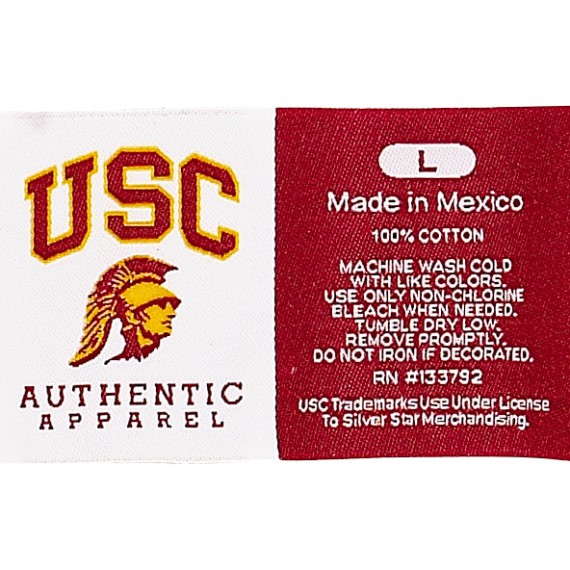 USC
AUTHENTIC
APPAREL
L
Made in Mexico
100% COTTON
MACHINE WASH COLD
WITH LIKE COLORS.
USE ONLY NON-CHLORINE
BLEACH WHEN NEEDED.
TUMBLE DRY LOW.
REMOVE PROMPTLY.
DO NOT IRON IF DECORATED.
RN #133792
USC Trademarks Use Under License
To Silver Star Merchandising.